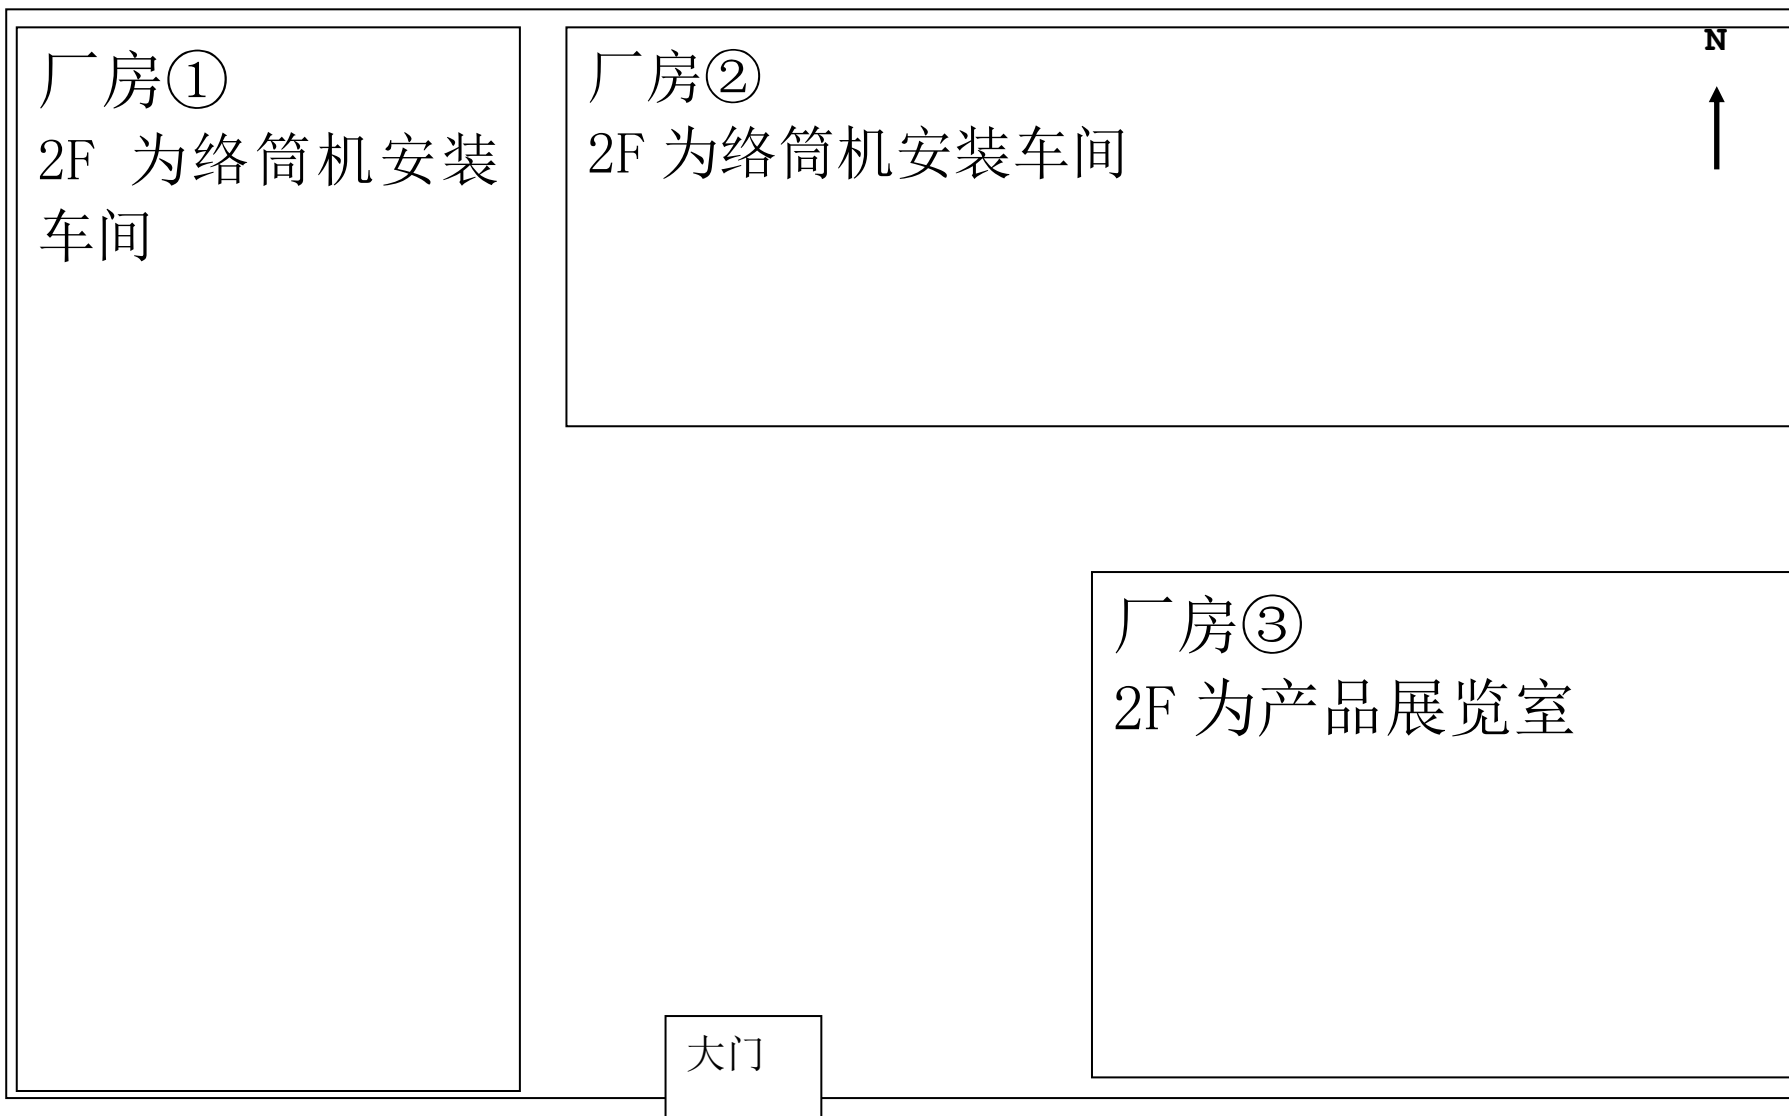 厂房①
2F 为络筒机安装
车间
厂房②
2F 为络筒机安装车间
N
厂房③
2F 为产品展览室
大门